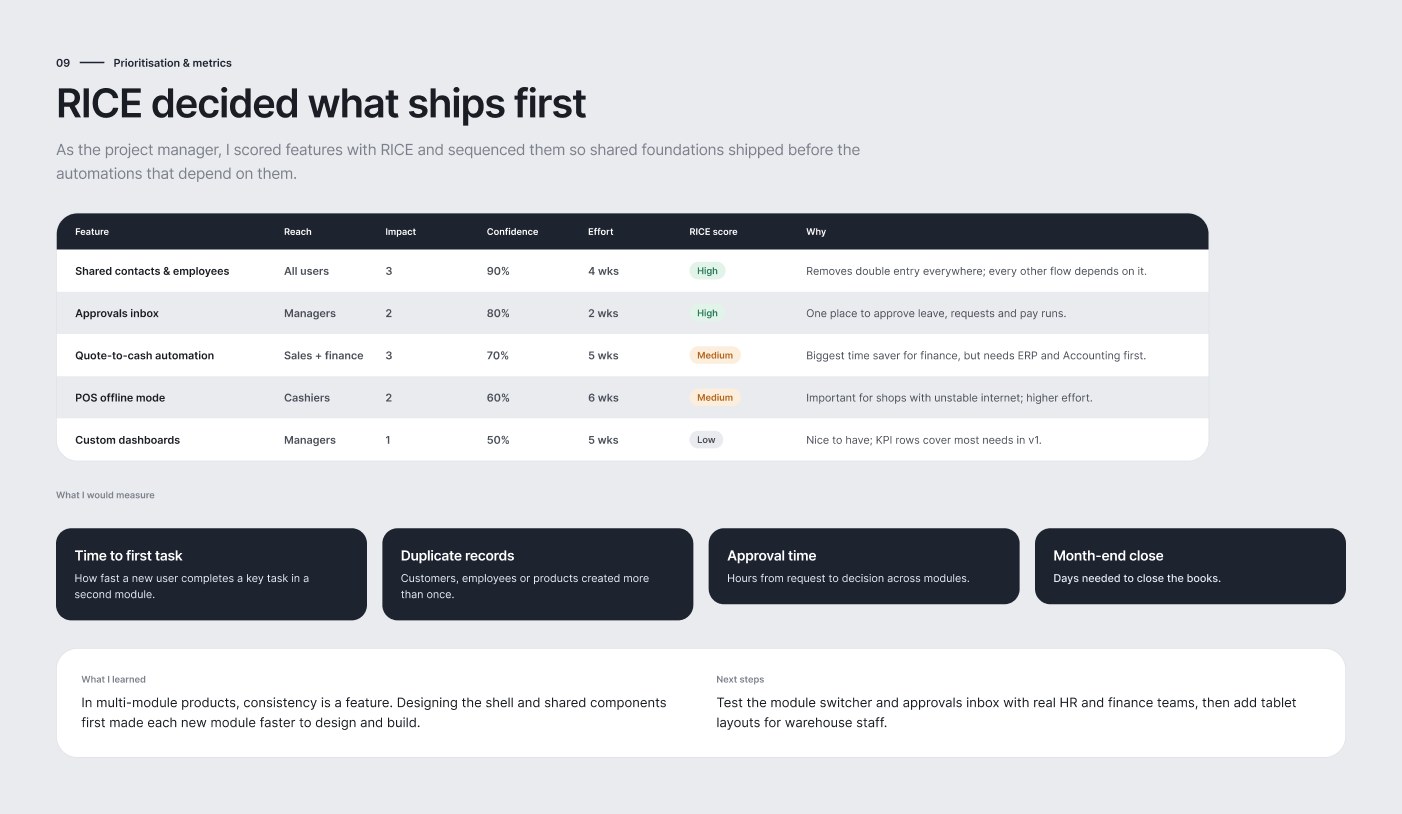 09 — Prioritisation & metrics
RICE decided what ships first
As the project manager, I scored features with RICE and sequenced them so shared foundations shipped before the
automations that depend on them.
Feature Reach Impact Confidence Effort RICE score Why
Shared contacts & employees All users 3 90% 4 wks High Removes double entry everywhere; every other flow depends on it.
Approvals inbox Managers 2 80% 2 wks High One place to approve leave, requests and pay runs.
Quote-to-cash automation Sales + finance 3 70% 5 wks Medium Biggest time saver for finance, but needs ERP and Accounting first.
POS offline mode Cashiers 2 60% 6 wks Medium Important for shops with unstable internet; higher effort.
Custom dashboards Managers 1 50% 5 wks Low Nice to have; KPI rows cover most needs in v1.
What I would measure
Time to first task
How fast a new user completes a key task in a
second module.
Duplicate records
Customers, employees or products created more
than once.
Approval time
Hours from request to decision across modules.
Month-end close
Days needed to close the books.
What I learned
In multi-module products, consistency is a feature. Designing the shell and shared components
first made each new module faster to design and build.
Next steps
Test the module switcher and approvals inbox with real HR and finance teams, then add tablet
layouts for warehouse staff.